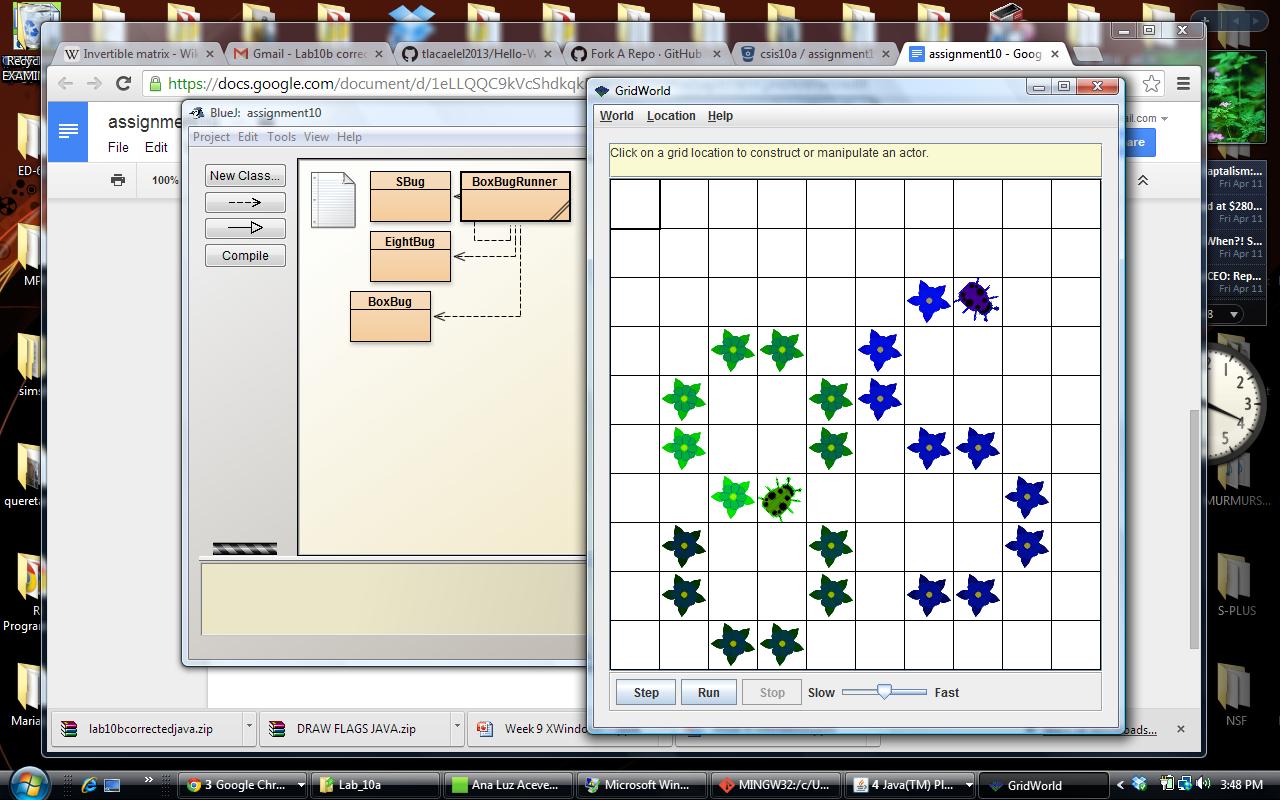 Recycle
EXAMI
ED-6
MP
sims
queretа
R
Program
Maria
Invertible matrix - Wik
Gmail - Lab10b correc
tlacaelel2013/Hello-W
Fork A Repo · GitHub
csis10a / assignment1
assignment10 - Goog
https://docs.google.com/document/d/1eLLQQC9kVcShdkqk
assignme
File Edit
100%
ail.com
are
BlueJ: assignment10
Project Edit Tools View Help
New Class...
Compile
SBug
BoxBugRunner
EightBug
BoxBug
GridWorld
World Location Help
Click on a grid location to construct or manipulate an actor.
Step Run Stop Slow Fast
aptalism:...
Fri Apr 11
d at $280...
Fri Apr 11
When?! S...
Fri Apr 11
CEO: Rep...
Fri Apr 11
8
1
2
3
4
5
MURMURS...
S-PLUS
NSF
lab10bcorrectedjava.zip
DRAW FLAGS JAVA.zip
Week 9 XWindo
oads...
3 Google Chr...
Lab_10a
Ana Luz Aceve...
Microsoft Win...
MINGW32:/c/U...
4 Java(TM) Pl...
GridWorld
3:48 PM